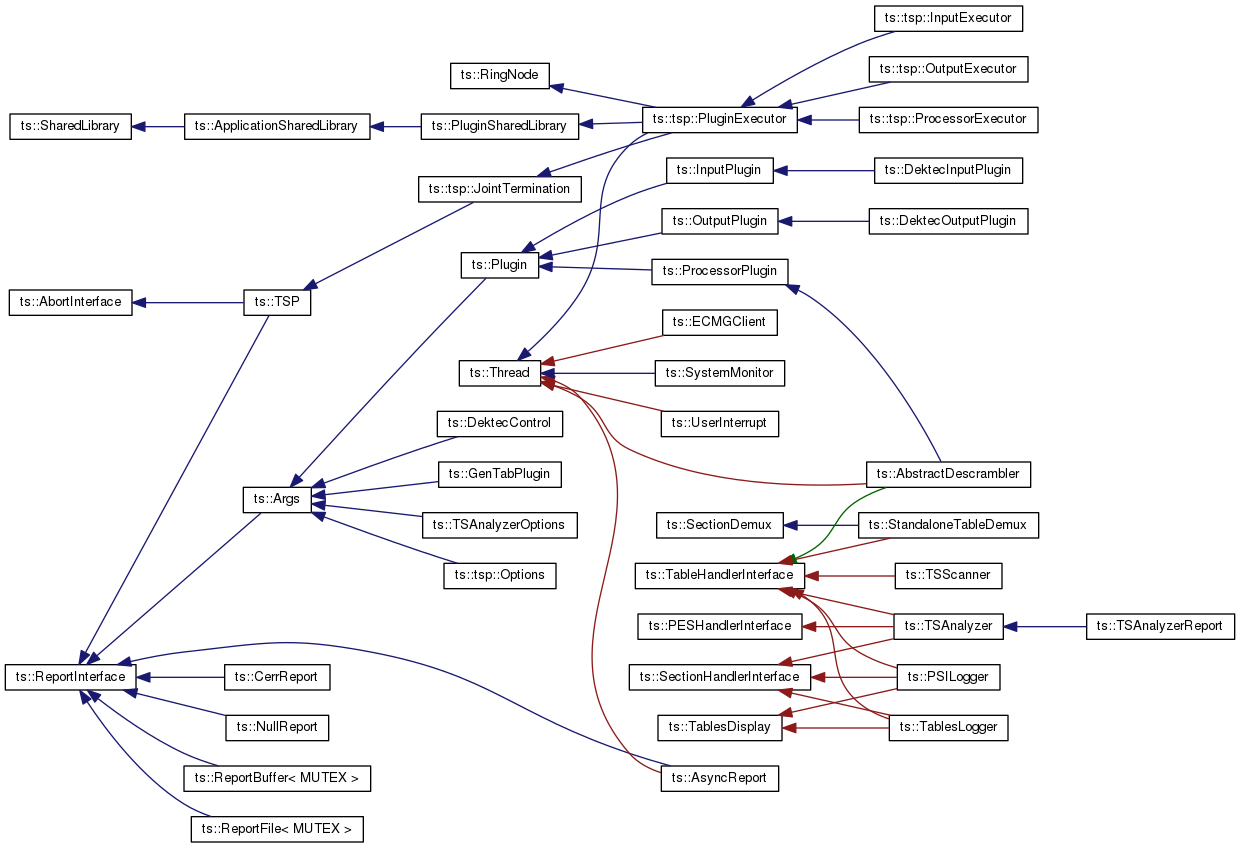 ts::tsp::InputExecutor
ts::RingNode
ts::tsp::OutputExecutor
ts::SharedLibrary
ts::ApplicationSharedLibrary
ts::PluginSharedLibrary
ts::tsp::PluginExecutor
ts::tsp::ProcessorExecutor
ts::InputPlugin
ts::DektecInputPlugin
ts::tsp::JointTermination
ts::OutputPlugin
ts::DektecOutputPlugin
ts::Plugin
ts::ProcessorPlugin
ts::AbortInterface
ts::TSP
ts::ECMGClient
ts::Thread
ts::SystemMonitor
ts::DektecControl
ts::UserInterrupt
ts::GenTabPlugin
ts::AbstractDescrambler
ts::Args
ts::TSAnalyzerOptions
ts::SectionDemux
ts::StandaloneTableDemux
ts::tsp::Options
ts::TableHandlerInterface
ts::TSScanner
ts::PESHandlerInterface
ts::TSAnalyzer
ts::TSAnalyzerReport
ts::ReportInterface
ts::CerrReport
ts::SectionHandlerInterface
ts::PSILogger
ts::NullReport
ts::TablesDisplay
ts::TablesLogger
ts::ReportBuffer< MUTEX >
ts::AsyncReport
ts::ReportFile< MUTEX >